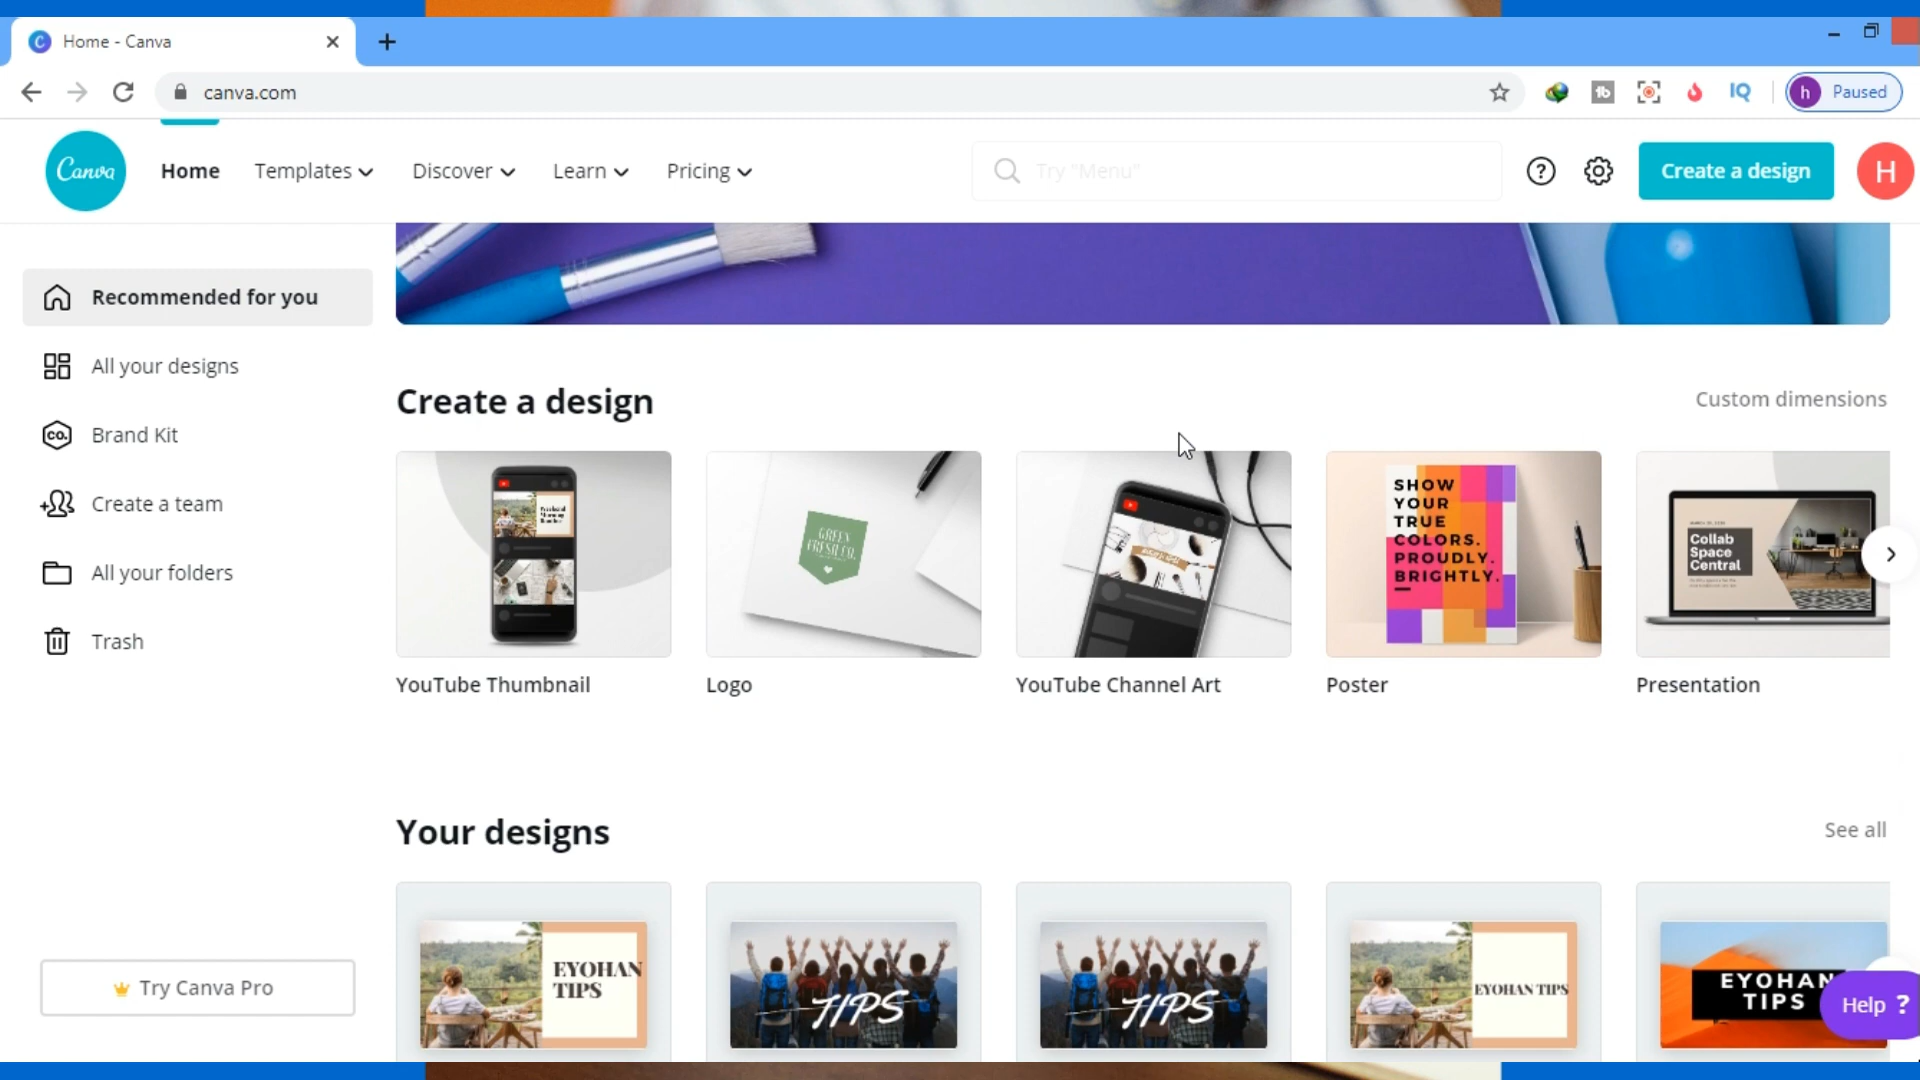 Home - Canva
canva.com
Paused
Canva
Home
Templates
Discover
Learn
Pricing
Try "Menu"
Create a design
H
Recommended for you
All your designs
Brand Kit
Create a team
All your folders
Trash
Try Canva Pro
Create a design
Custom dimensions
SHOW
YOUR
TRUE
COLORS.
PROUDLY.
BRIGHTLY.
Collab
Space
Central
YouTube Thumbnail
Logo
YouTube Channel Art
Poster
Presentation
Your designs
See all
EYOHAN
TIPS
TIPS
TIPS
EYOHAN TIPS
EYOHAN
TIPS
Help ?